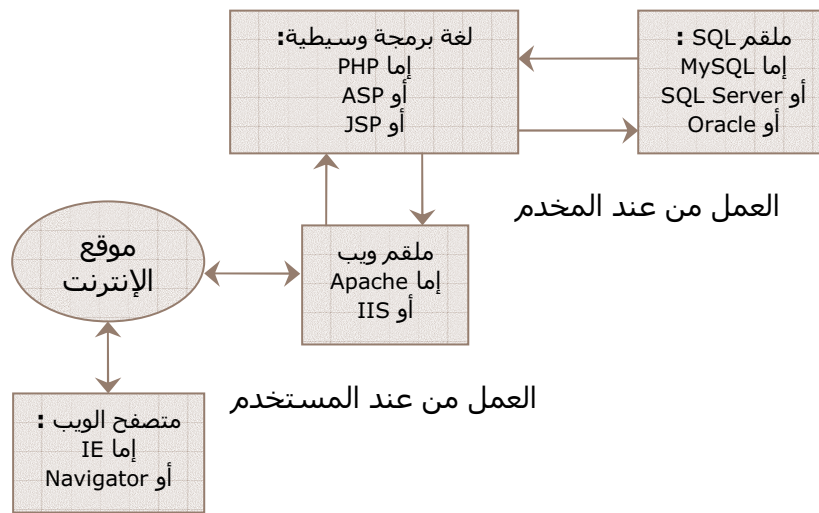 ملقم SQL :
إما MySQL
أو SQL Server
أو Oracle
لغة برمجة وسيطية:
إما PHP
أو ASP
أو JSP
العمل من عند المخدم
ملقم ويب
إما Apache
أو IIS
موقع
الإنترنت
العمل من عند المستخدم
متصفح الويب :
إما IE
أو Navigator